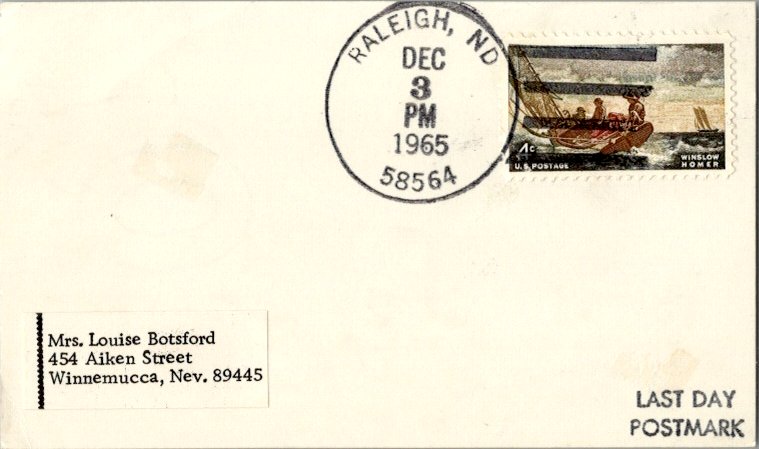 RALEIGH, ND
DEC
3
PM
1965
58564
4c
U.S. POSTAGE
WINSLOW
HOMER
Mrs. Louise Botsford
454 Aiken Street
Winnemucca, Nev. 89445
LAST DAY
POSTMARK